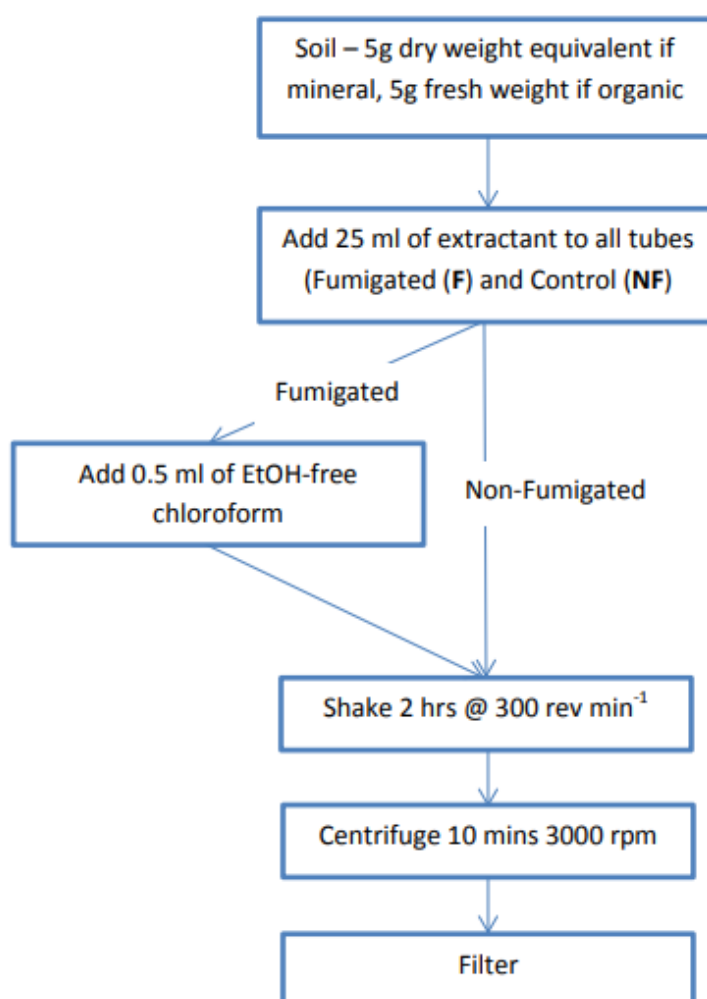 Soil – 5g dry weight equivalent if
mineral, 5g fresh weight if organic
Add 25 ml of extractant to all tubes
(Fumigated (F) and Control (NF)
Fumigated
Add 0.5 ml of EtOH-free
chloroform
Non-Fumigated
Shake 2 hrs @ 300 rev min⁻¹
Centrifuge 10 mins 3000 rpm
Filter